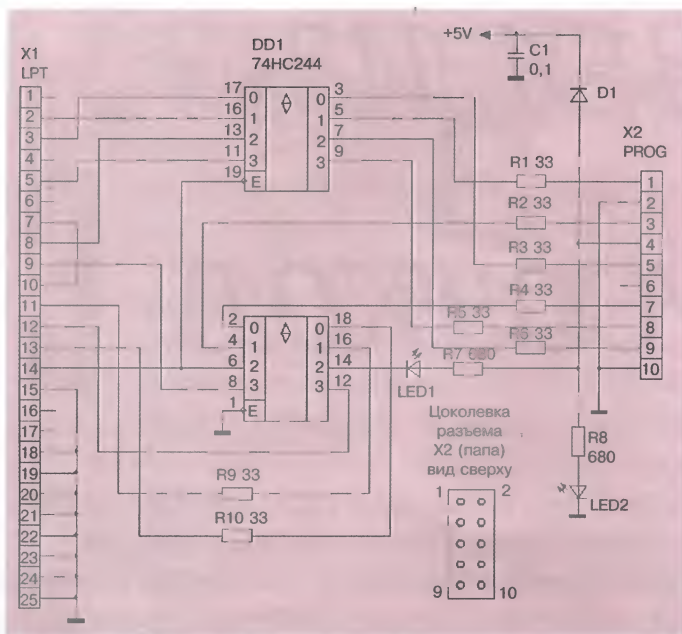 X1
LPT
1
2
3
4
5
6
7
8
9
10
11
12
13
14
15
16
17
18
19
20
21
22
23
24
25
DD1
74HC244
17
16
13
11
19
0
1
2
3
E
0
1
2
3
3
5
7
9
2
4
6
8
1
0
1
2
3
E
0
1
2
3
18
16
14
12
+5V
C1
0,1
D1
X2
PROG
1
2
3
4
5
6
7
8
9
10
R1 33
R2 33
R3 33
R4 33
R5 33
R6 33
R7 680
LED1
R8
680
LED2
R9 33
R10 33
Цоколевка
разъема
X2 (папа)
вид сверху
1 2
9 10